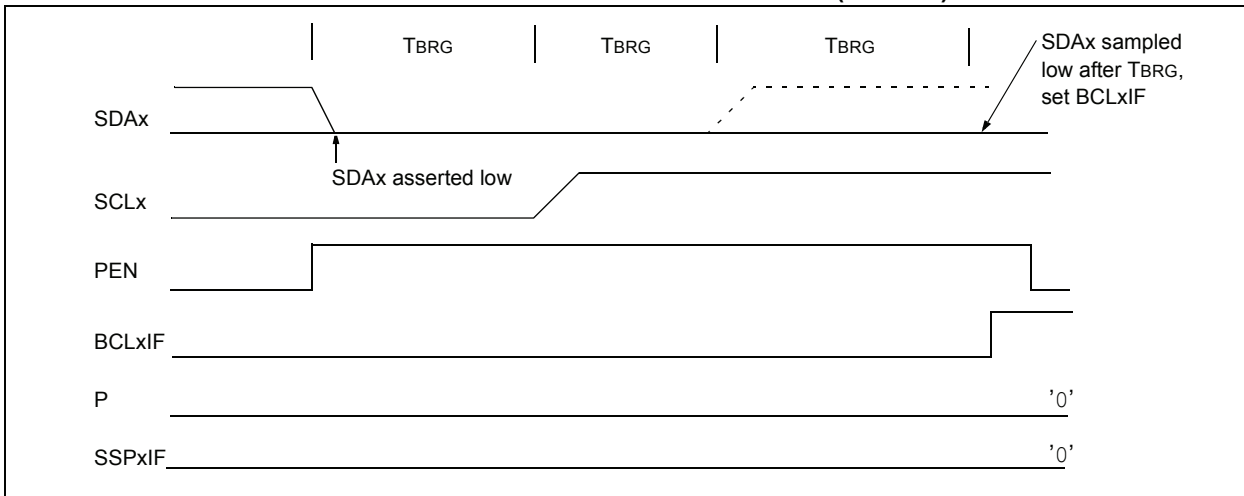 TBRG TBRG TBRG
SDAx sampled
low after TBRG,
set BCLxIF
SDAx
SDAx asserted low
SCLx
PEN
BCLxIF
P '0'
SSPxIF '0'